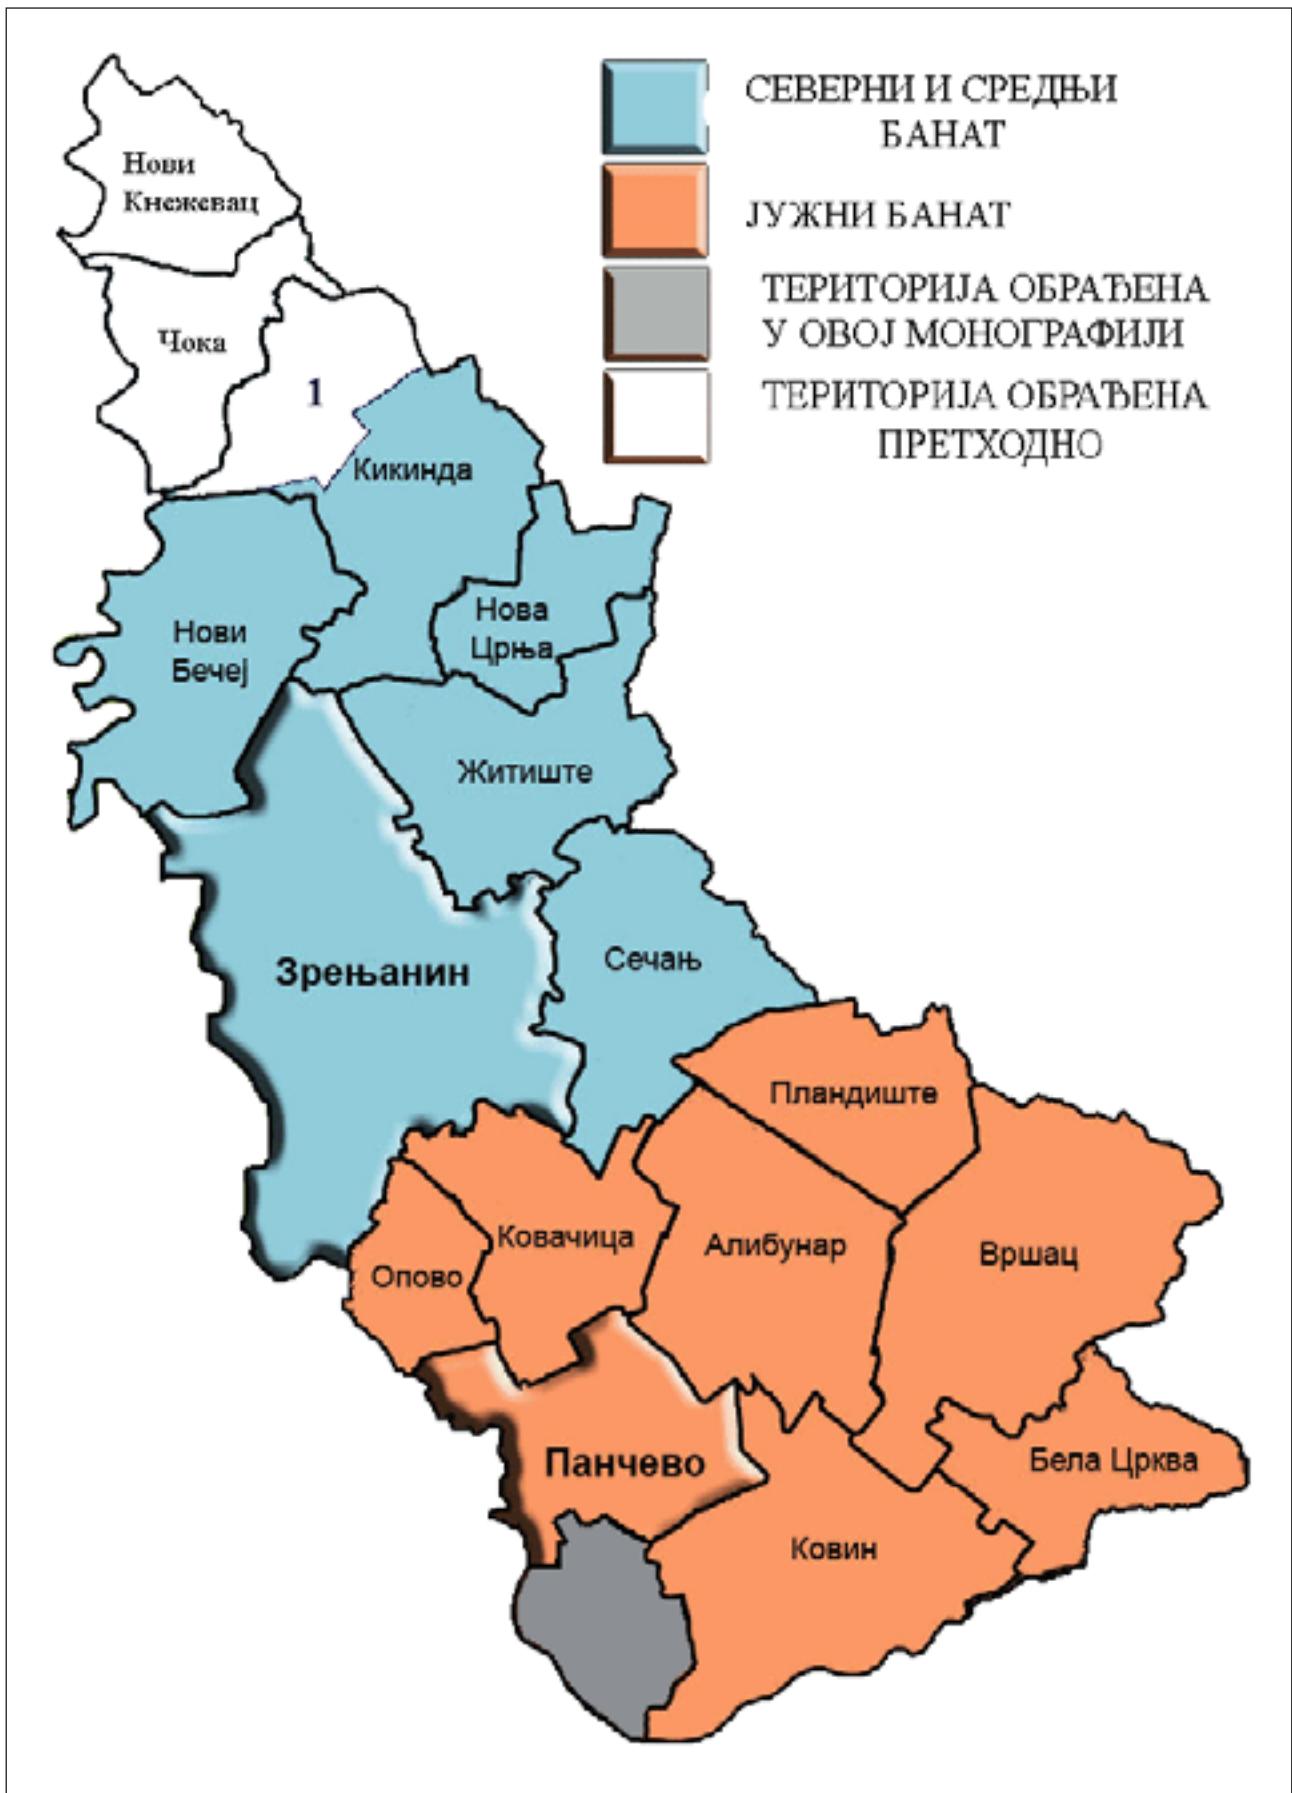 СЕВЕРНИ И СРЕДЊИ
БАНАТ
ЈУЖНИ БАНАТ
ТЕРИТОРИЈА ОБРАЂЕНА
У ОВОЈ МОНОГРАФИЈИ
ТЕРИТОРИЈА ОБРАЂЕНА
ПРЕТХОДНО
Нови
Кнежевац
Чока
1
Кикинда
Нова
Црња
Нови
Бечеј
Житиште
Сечањ
Зрењанин
Пландиште
Ковачица
Алибунар
Вршац
Опово
Панчево
Бела Црква
Ковин